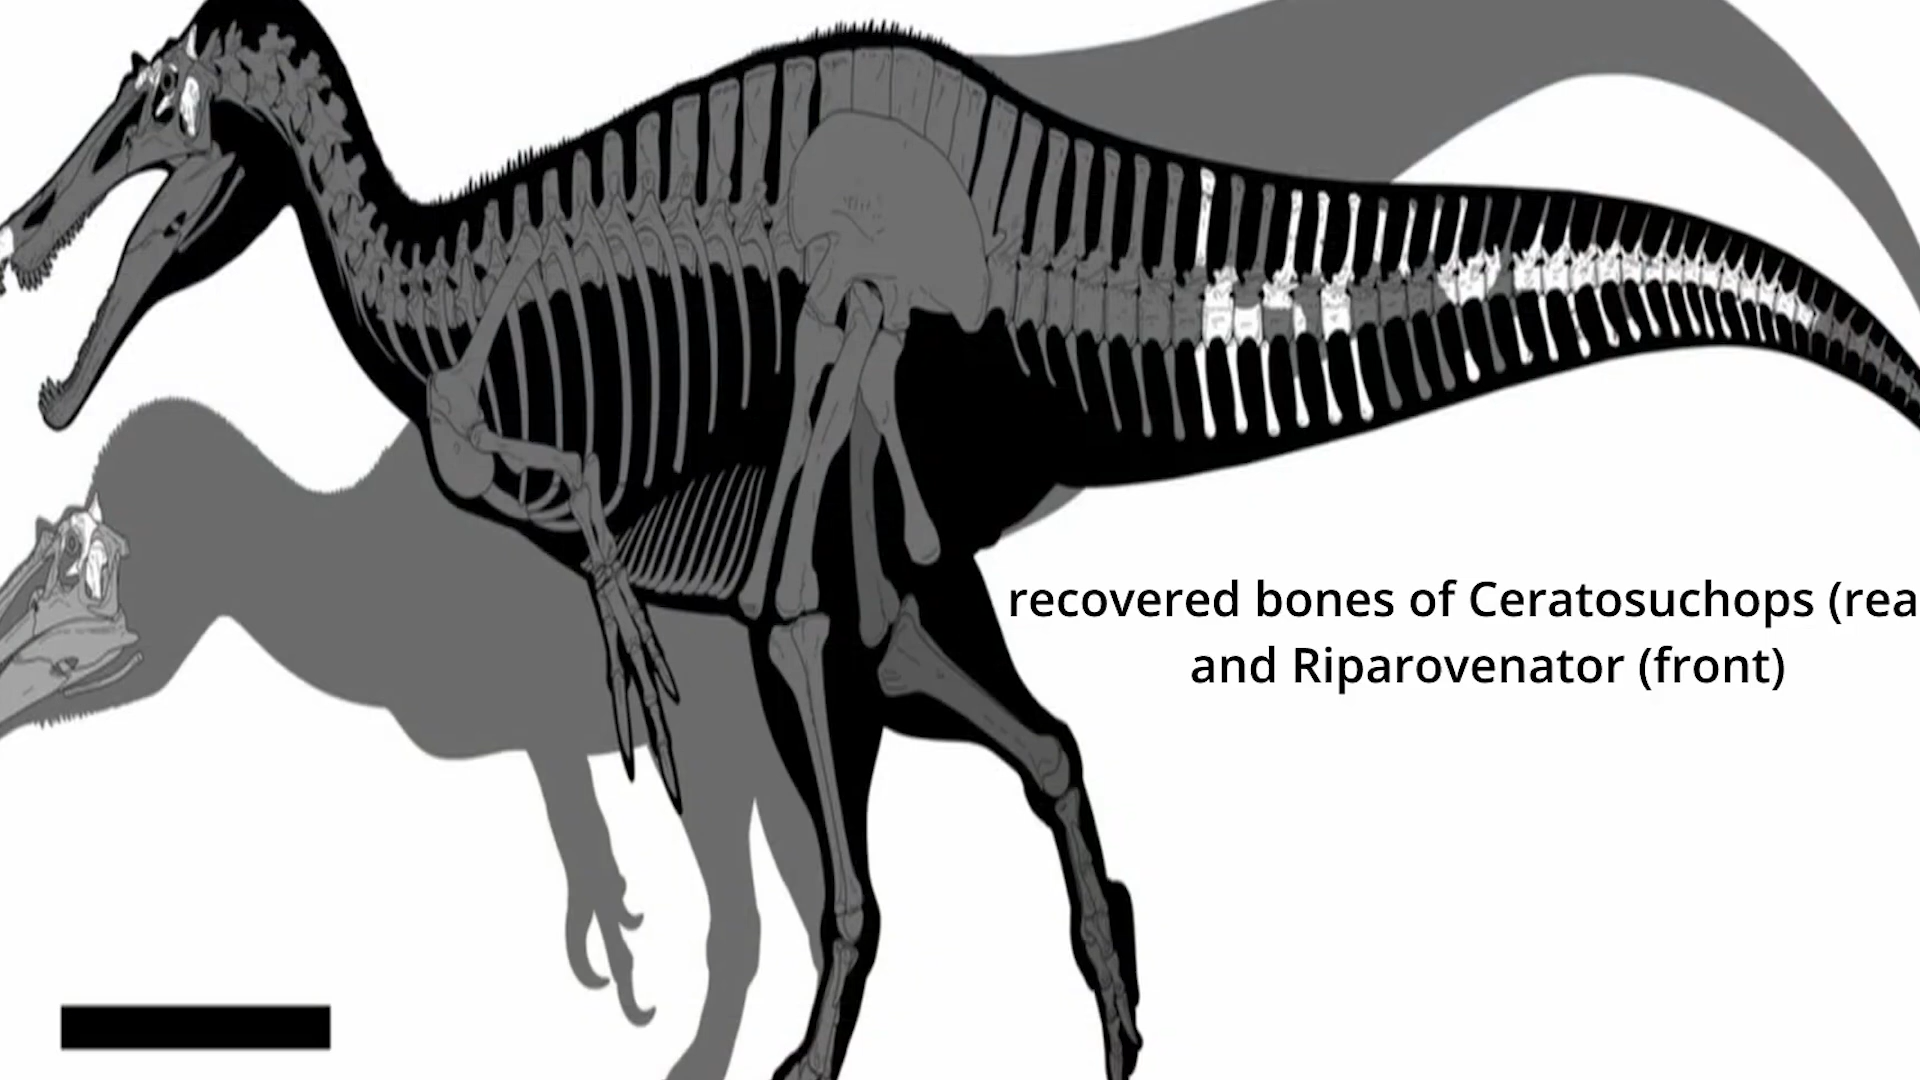 recovered bones of Ceratosuchops (rea
and Riparovenator (front)